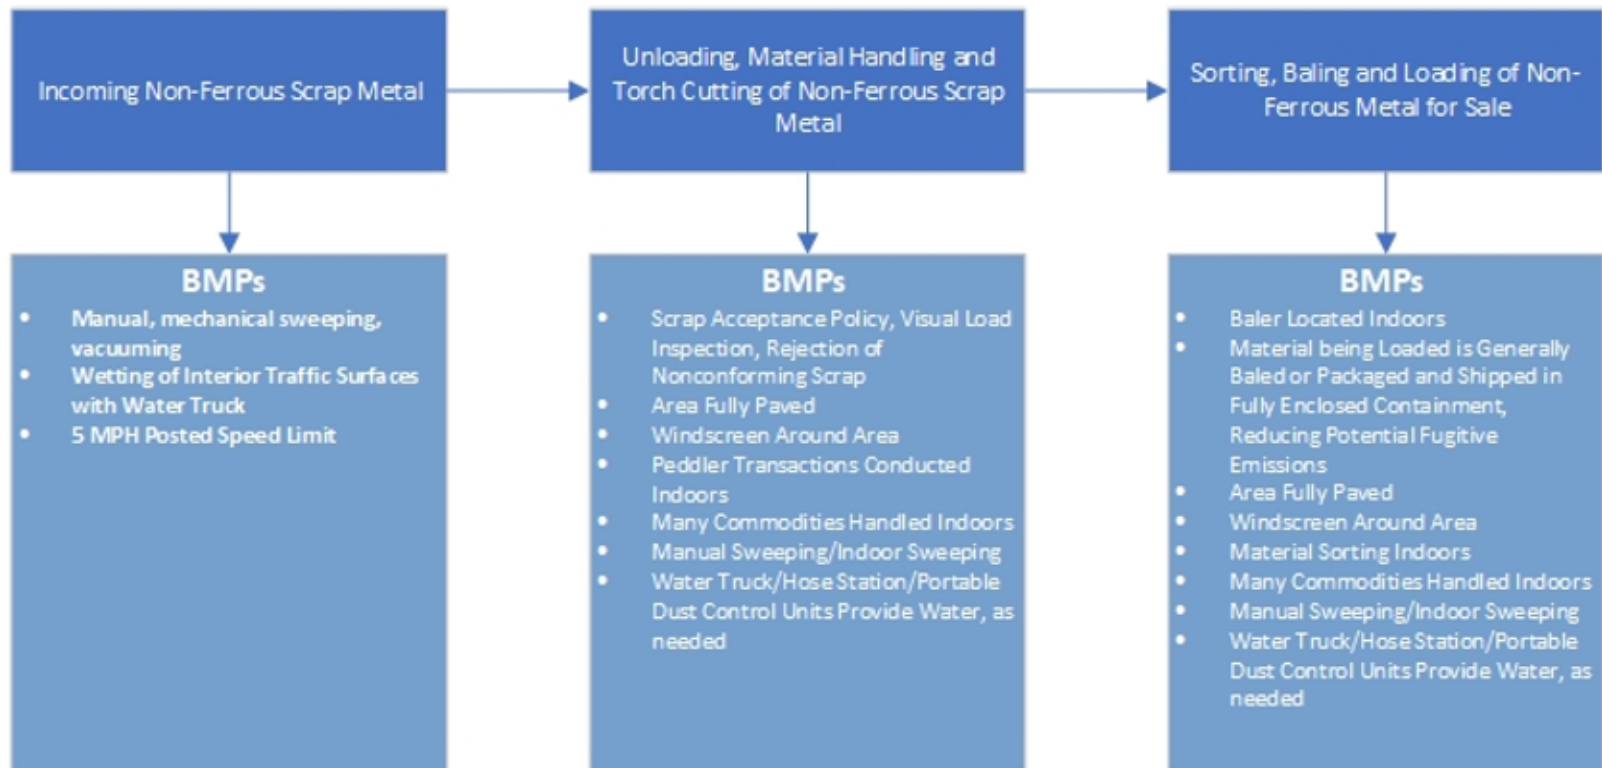 Incoming Non-Ferrous Scrap Metal
Unloading, Material Handling and
Torch Cutting of Non-Ferrous Scrap
Metal
Sorting, Baling and Loading of Non-
Ferrous Metal for Sale
BMPs
• Manual, mechanical sweeping,
vacuuming
• Wetting of Interior Traffic Surfaces
with Water Truck
• 5 MPH Posted Speed Limit
BMPs
• Scrap Acceptance Policy, Visual Load
Inspection, Rejection of
Nonconforming Scrap
• Area Fully Paved
• Windscreen Around Area
• Peddler Transactions Conducted
Indoors
• Many Commodities Handled Indoors
• Manual Sweeping/Indoor Sweeping
• Water Truck/Hose Station/Portable
Dust Control Units Provide Water, as
needed
BMPs
• Baler Located Indoors
• Material being Loaded is Generally
Baled or Packaged and Shipped in
Fully Enclosed Containment,
Reducing Potential Fugitive
Emissions
• Area Fully Paved
• Windscreen Around Area
• Material Sorting Indoors
• Many Commodities Handled Indoors
• Manual Sweeping/Indoor Sweeping
• Water Truck/Hose Station/Portable
Dust Control Units Provide Water, as
needed